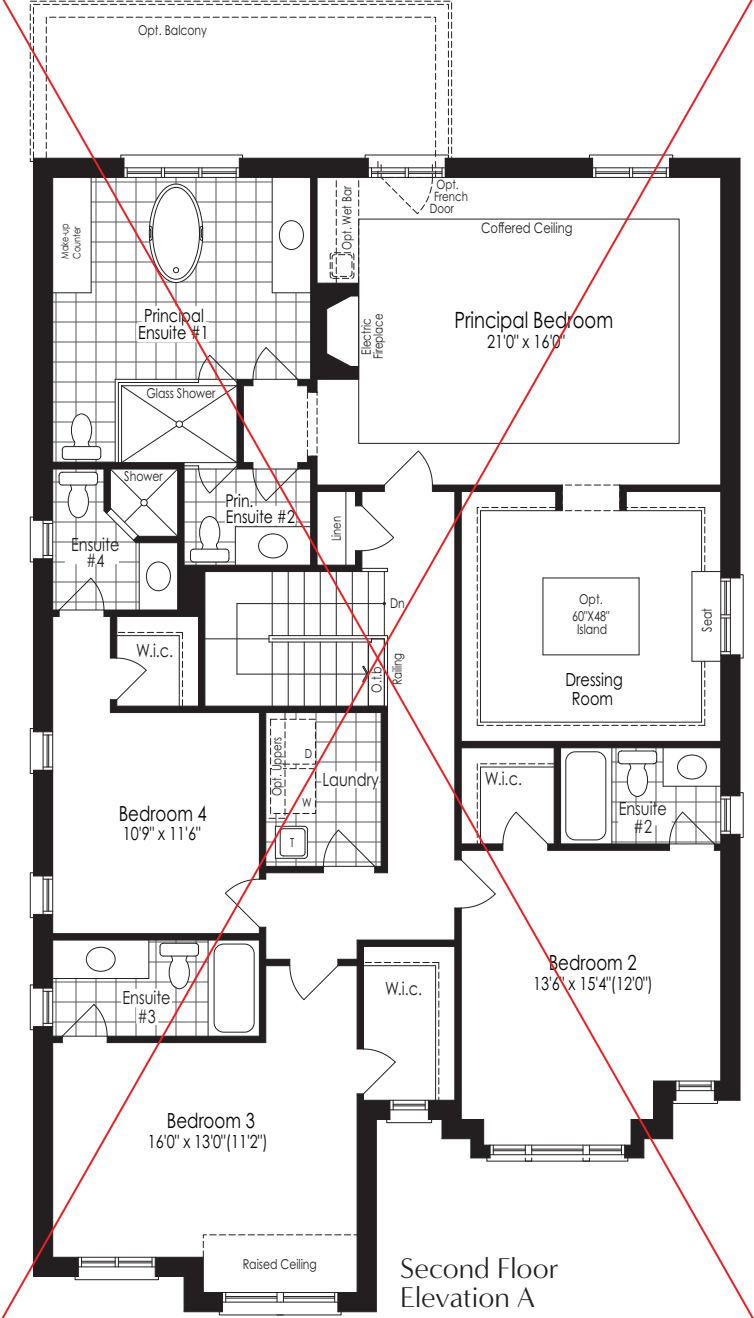 Opt. Balcony
Opt.
French
Door
Opt. Wet Bar
Make-up
Counter
Coffered Ceiling
Principal
Ensuite #1
Electric
Fireplace
Principal Bedroom
21'0" x 16'0"
Glass Shower
Shower
Prin.
Ensuite #2
Linen
Ensuite
#4
Dn
Opt.
60"X48"
Island
Seat
W.i.c.
O.t.b
Railing
Dressing
Room
Opt. Uppers
D
W
T
Laundry
W.i.c.
Ensuite
#2
Bedroom 4
10'9" x 11'6"
Bedroom 2
13'6" x 15'4"(12'0")
W.i.c.
Ensuite
#3
Bedroom 3
16'0" x 13'0"(11'2")
Raised Ceiling
Second Floor
Elevation A